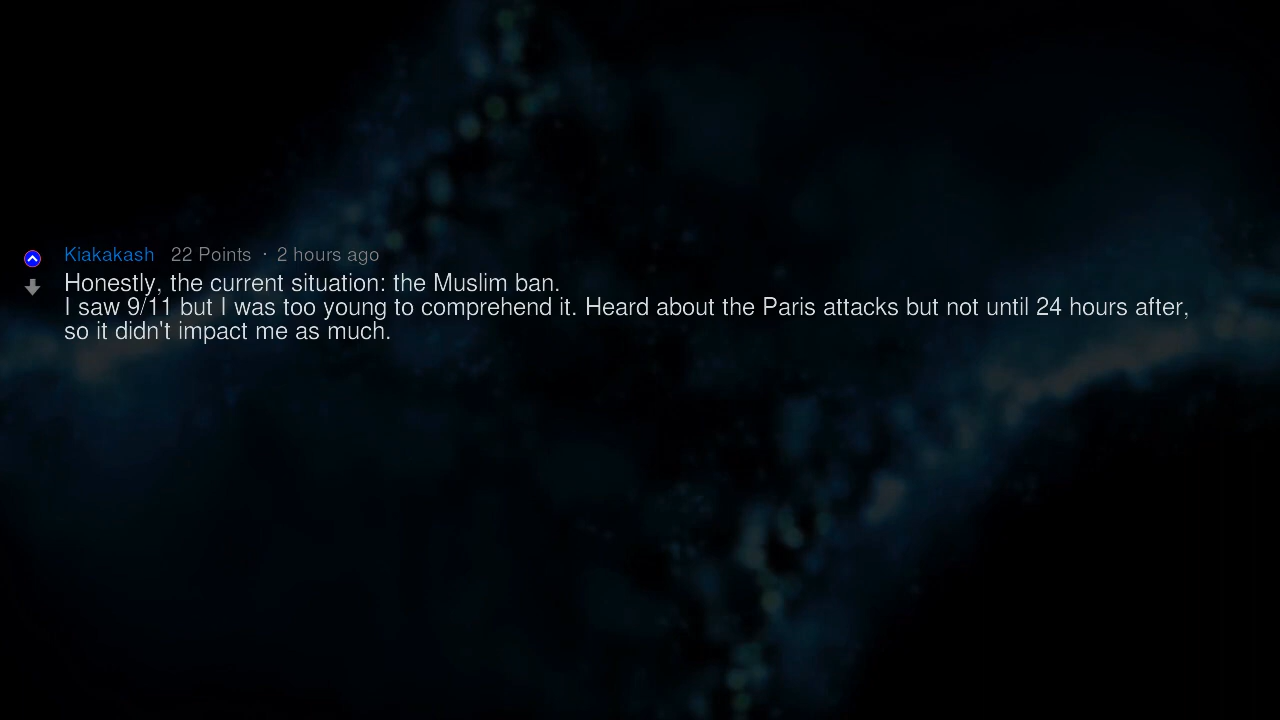 Kiakakash 22 Points · 2 hours ago
Honestly, the current situation: the Muslim ban.
I saw 9/11 but I was too young to comprehend it. Heard about the Paris attacks but not until 24 hours after,
so it didn't impact me as much.